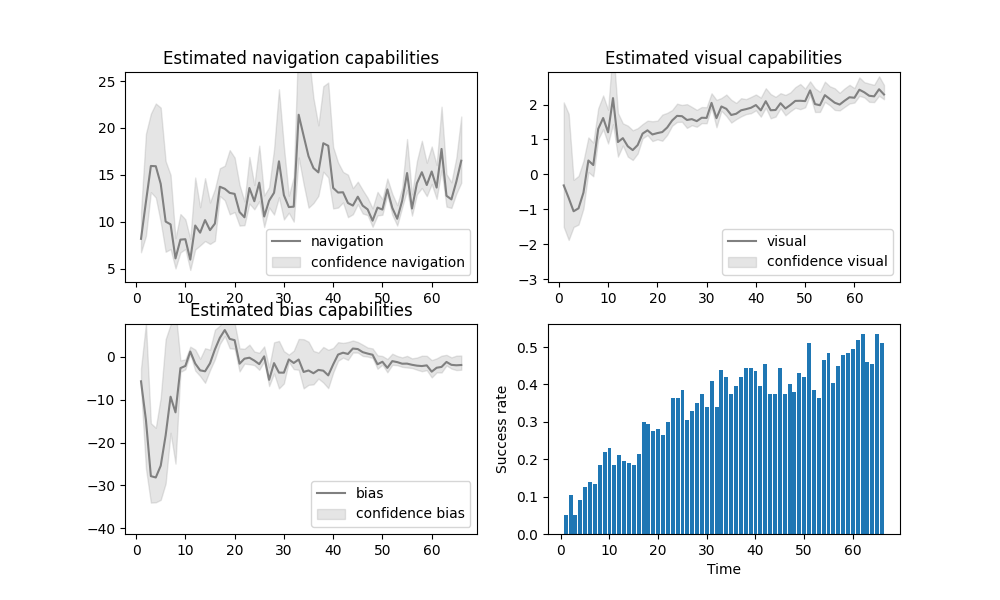 Estimated navigation capabilities
25
20
15
10
5
0 10 20 30 40 50 60
navigation
confidence navigation
Estimated visual capabilities
2
1
0
−1
−2
−3
0 10 20 30 40 50 60
visual
confidence visual
Estimated bias capabilities
0
−10
−20
−30
−40
0 10 20 30 40 50 60
bias
confidence bias
Success rate
0.5
0.4
0.3
0.2
0.1
0.0
0 10 20 30 40 50 60
Time